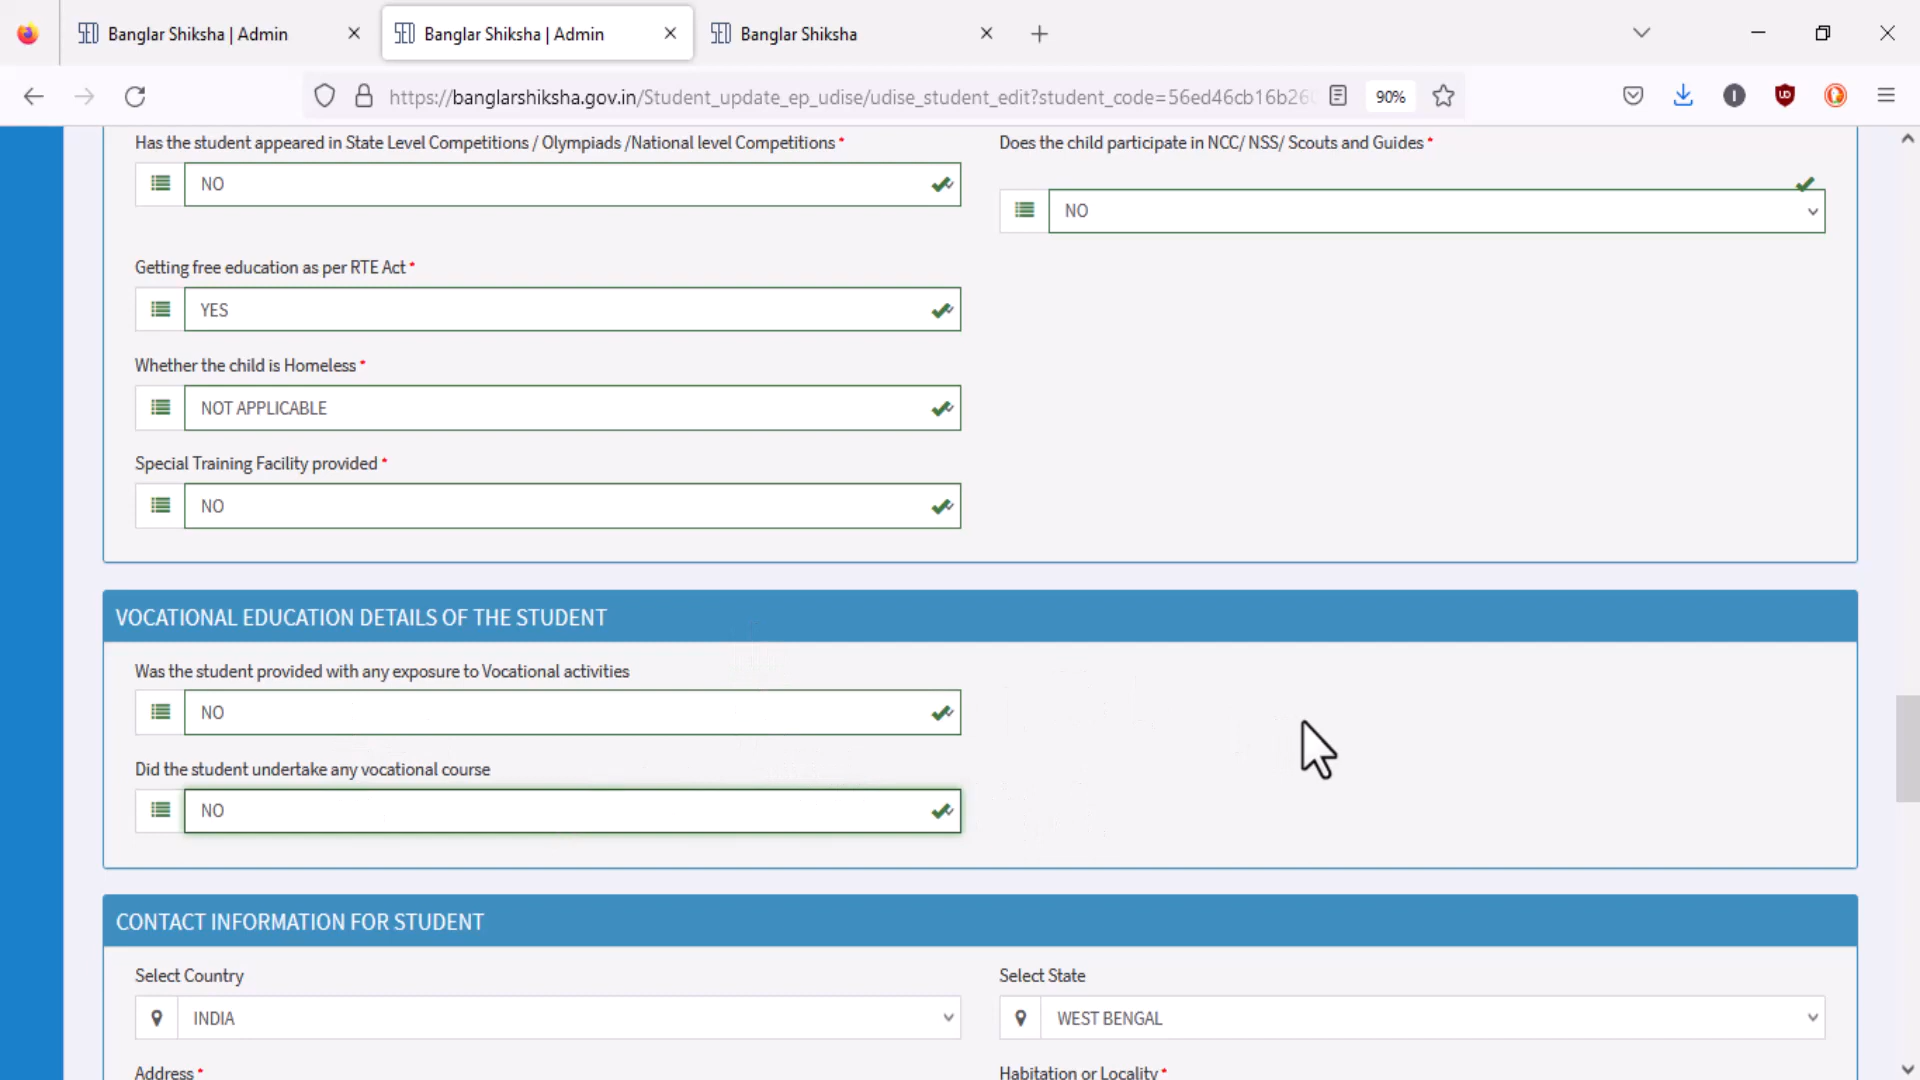 Banglar Shiksha | Admin
Banglar Shiksha | Admin
Banglar Shiksha
https://banglarshiksha.gov.in/Student_update_ep_udise/udise_student_edit?student_code=56ed46cb16b260
90%
Has the student appeared in State Level Competitions / Olympiads /National level Competitions *
Does the child participate in NCC/ NSS/ Scouts and Guides *
NO
NO
Getting free education as per RTE Act *
YES
Whether the child is Homeless *
NOT APPLICABLE
Special Training Facility provided *
NO
VOCATIONAL EDUCATION DETAILS OF THE STUDENT
Was the student provided with any exposure to Vocational activities
NO
Did the student undertake any vocational course
NO
CONTACT INFORMATION FOR STUDENT
Select Country
Select State
INDIA
WEST BENGAL
Address *
Habitation or Locality *